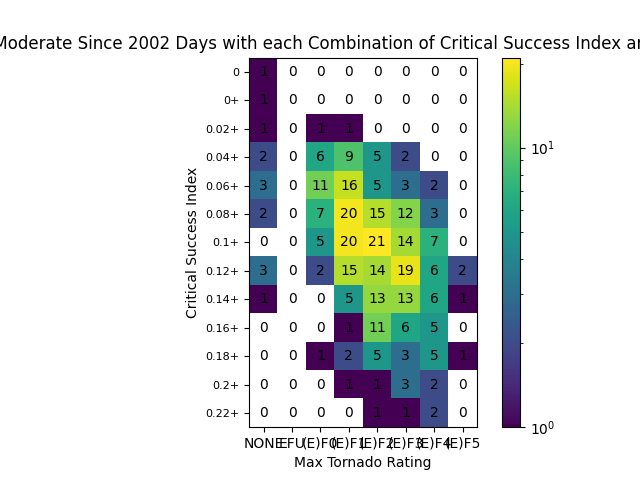 Moderate Since 2002 Days with each Combination of Critical Success Index
0 1 0 0 0 0 0 0 0
0+ 1 0 0 0 0 0 0 0
0.02+ 1 0 1 1 0 0 0 0
0.04+ 2 0 6 9 5 2 0 0
0.06+ 3 0 11 16 5 3 2 0
0.08+ 2 0 7 20 15 12 3 0
0.1+ 0 0 5 20 21 14 7 0
0.12+ 3 0 2 15 14 19 6 2
0.14+ 1 0 0 5 13 13 6 1
0.16+ 0 0 0 1 11 6 5 0
0.18+ 0 0 1 2 5 3 5 1
0.2+ 0 0 0 1 1 3 2 0
0.22+ 0 0 0 0 1 1 2 0
NONE EFU (E)F0 (E)F1 (E)F2 (E)F3 (E)F4 (E)F5
Max Tornado Rating
Critical Success Index
10¹
10⁰